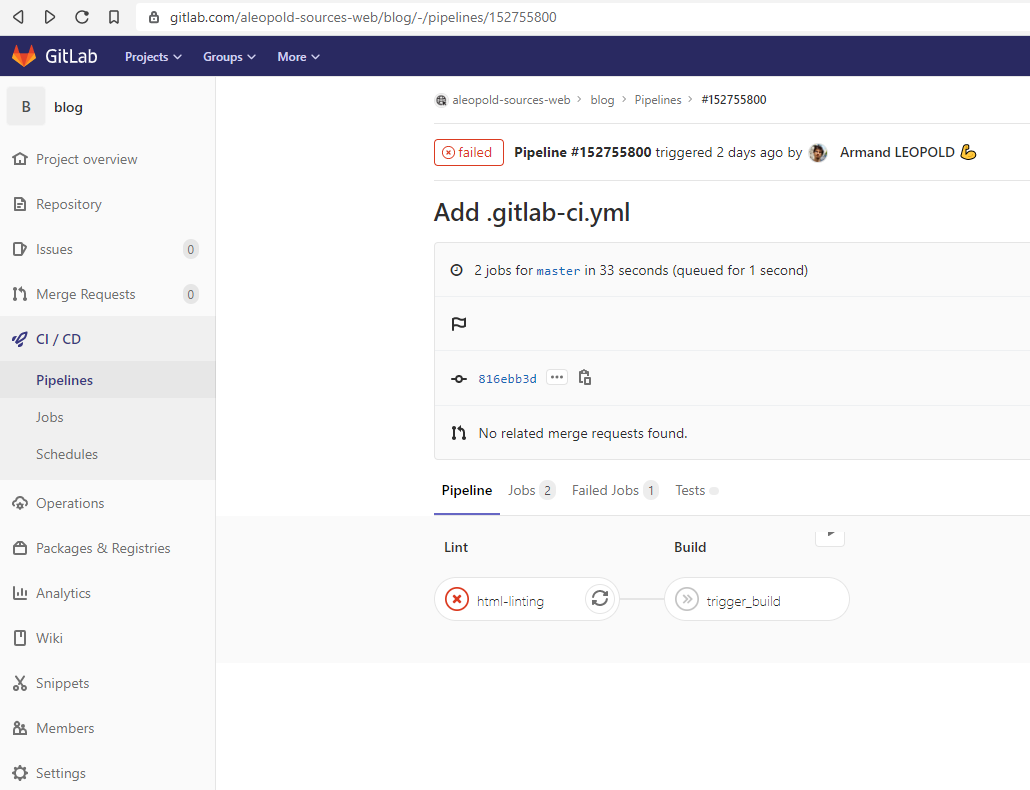 gitlab.com/aleopold-sources-web/blog/-/pipelines/152755800
GitLab Projects Groups More
B blog
Project overview
Repository
Issues 0
Merge Requests 0
CI / CD
Pipelines
Jobs
Schedules
Operations
Packages & Registries
Analytics
Wiki
Snippets
Members
Settings
aleopold-sources-web > blog > Pipelines > #152755800
failed Pipeline #152755800 triggered 2 days ago by Armand LEOPOLD 💪
Add .gitlab-ci.yml
2 jobs for master in 33 seconds (queued for 1 second)
816ebb3d ···
No related merge requests found.
Pipeline Jobs 2 Failed Jobs 1 Tests
Lint Build
html-linting trigger_build